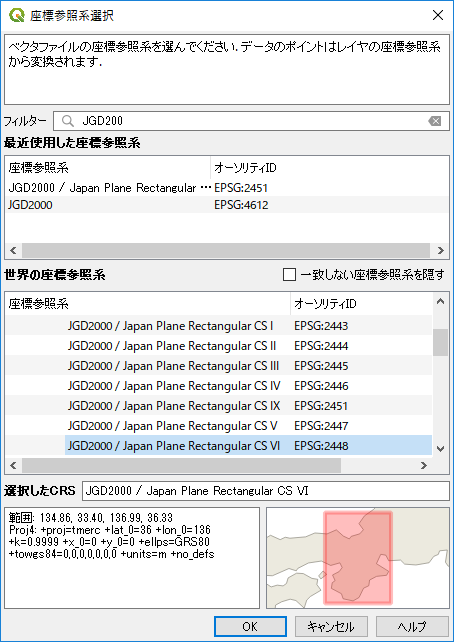 座標参照系選択
ベクタファイルの座標参照系を選んでください. データのポイントはレイヤの座標参照系
から変換されます.
フィルター JGD200
最近使用した座標参照系
座標参照系 オーソリティID
JGD2000 / Japan Plane Rectangular ⋯ EPSG:2451
JGD2000 EPSG:4612
世界の座標参照系 一致しない座標参照系を隠す
座標参照系 オーソリティID
JGD2000 / Japan Plane Rectangular CS I EPSG:2443
JGD2000 / Japan Plane Rectangular CS II EPSG:2444
JGD2000 / Japan Plane Rectangular CS III EPSG:2445
JGD2000 / Japan Plane Rectangular CS IV EPSG:2446
JGD2000 / Japan Plane Rectangular CS IX EPSG:2451
JGD2000 / Japan Plane Rectangular CS V EPSG:2447
JGD2000 / Japan Plane Rectangular CS VI EPSG:2448
選択したCRS JGD2000 / Japan Plane Rectangular CS VI
範囲: 134.86, 33.40, 136.99, 36.33
Proj4: +proj=tmerc +lat_0=36 +lon_0=136
+k=0.9999 +x_0=0 +y_0=0 +ellps=GRS80
+towgs84=0,0,0,0,0,0,0 +units=m +no_defs
OK キャンセル ヘルプ